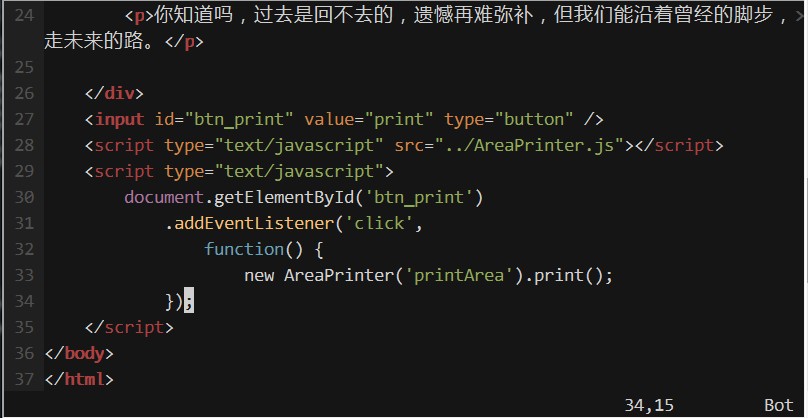 24 <p>你知道吗，过去是回不去的，遗憾再难弥补，但我们能沿着曾经的脚步，
走未来的路。</p>
25
26 </div>
27 <input id="btn_print" value="print" type="button" />
28 <script type="text/javascript" src="../AreaPrinter.js"></script>
29 <script type="text/javascript">
30 document.getElementById('btn_print')
31 .addEventListener('click',
32 function() {
33 new AreaPrinter('printArea').print();
34 });
35 </script>
36 </body>
37 </html>
34,15 Bot